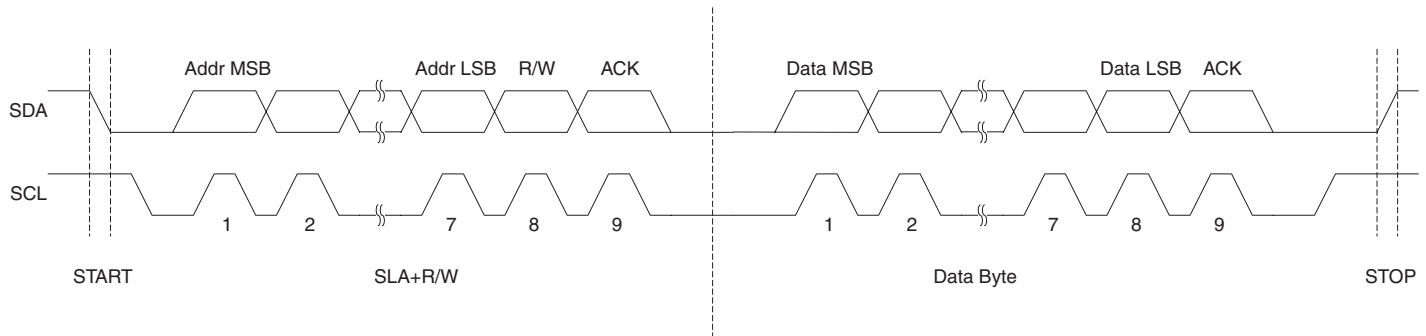 Addr MSB Addr LSB R/W ACK Data MSB Data LSB ACK
SDA
SCL
1 2 7 8 9 1 2 7 8 9
START SLA+R/W Data Byte STOP